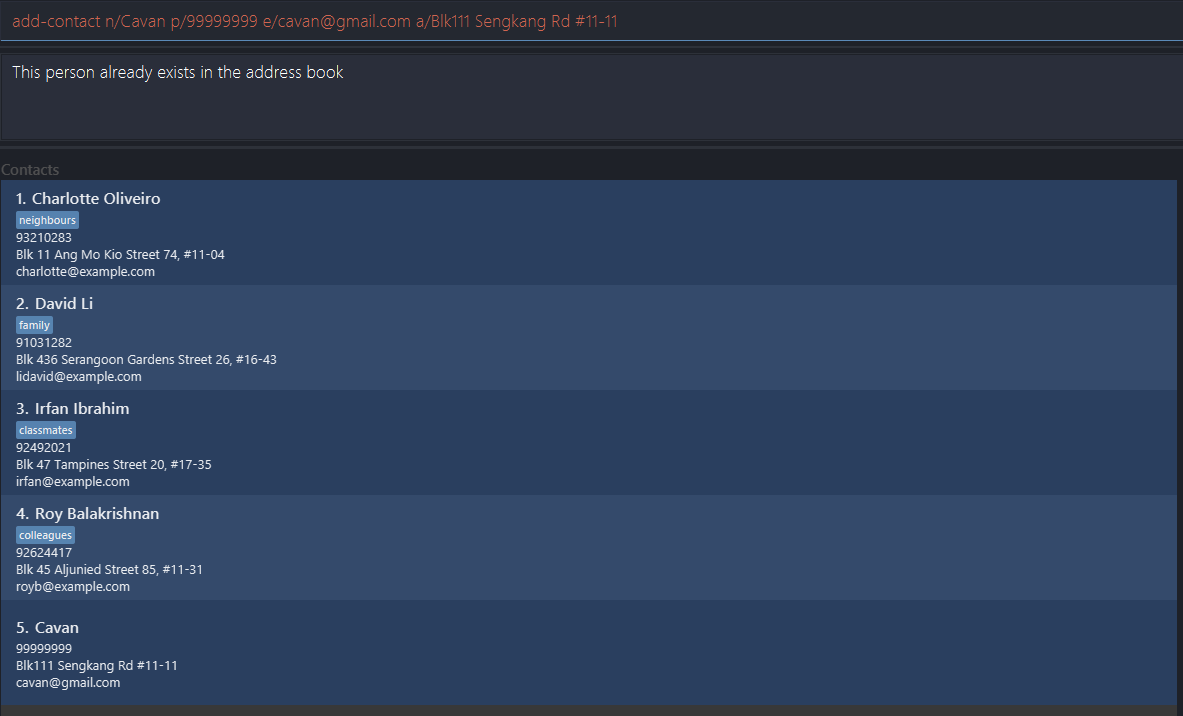 add-contact n/Cavan p/99999999 e/cavan@gmail.com a/Blk111 Sengkang Rd #11-11
This person already exists in the address book
Contacts
1. Charlotte Oliveiro
neighbours
93210283
Blk 11 Ang Mo Kio Street 74, #11-04
charlotte@example.com
2. David Li
family
91031282
Blk 436 Serangoon Gardens Street 26, #16-43
lidavid@example.com
3. Irfan Ibrahim
classmates
92492021
Blk 47 Tampines Street 20, #17-35
irfan@example.com
4. Roy Balakrishnan
colleagues
92624417
Blk 45 Aljunied Street 85, #11-31
royb@example.com
5. Cavan
99999999
Blk111 Sengkang Rd #11-11
cavan@gmail.com